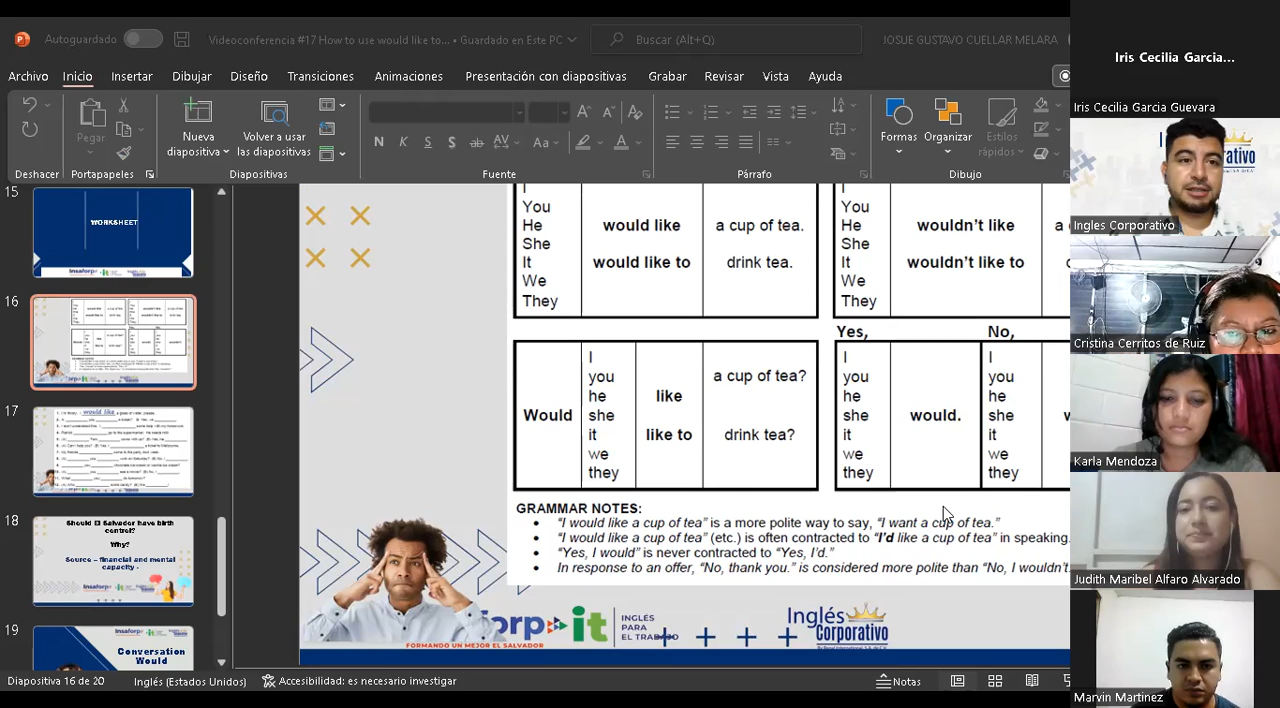 Autoguardado
Videoconferencia #17 How to use would like to... • Guardado en Este PC
Buscar (Alt+Q)
JOSUE GUSTAVO CUELLAR MELARA
Archivo Inicio Insertar Dibujar Diseño Transiciones Animaciones Presentación con diapositivas Grabar Revisar Vista Ayuda
Pegar
Nueva diapositiva
Volver a usar las diapositivas
Formas
Organizar
Estilos rápidos
Deshacer Portapapeles Diapositivas Fuente Párrafo Dibujo
15
WORKSHEET
16
17
would like
18
Should El Salvador have birth control?
Why?
Source – financial and mental capacity -
19
Conversation
Would
I
You
He
She
It
We
They
would like
would like to
a cup of tea.
drink tea.
I
You
He
She
It
We
They
wouldn't like
wouldn't like to
Yes,
No,
Would
I
you
he
she
it
we
they
like
like to
a cup of tea?
drink tea?
I
you
he
she
it
we
they
would.
I
you
he
she
it
we
they
GRAMMAR NOTES:
• "I would like a cup of tea" is a more polite way to say, "I want a cup of tea."
• "I would like a cup of tea" (etc.) is often contracted to "I'd like a cup of tea" in speaking.
• "Yes, I would" is never contracted to "Yes, I'd."
• In response to an offer, "No, thank you." is considered more polite than "No, I wouldn't.
it
INGLÉS
PARA
EL TRABAJO
FORMANDO UN MEJOR EL SALVADOR
Inglés
Corporativo
Diapositiva 16 de 20
Inglés (Estados Unidos)
Accesibilidad: es necesario investigar
Notas
Iris Cecilia Garcia...
Iris Cecilia Garcia Guevara
Ingles Corporativo
Cristina Cerritos de Ruiz
Karla Mendoza
Judith Maribel Alfaro Alvarado
Marvin Martinez